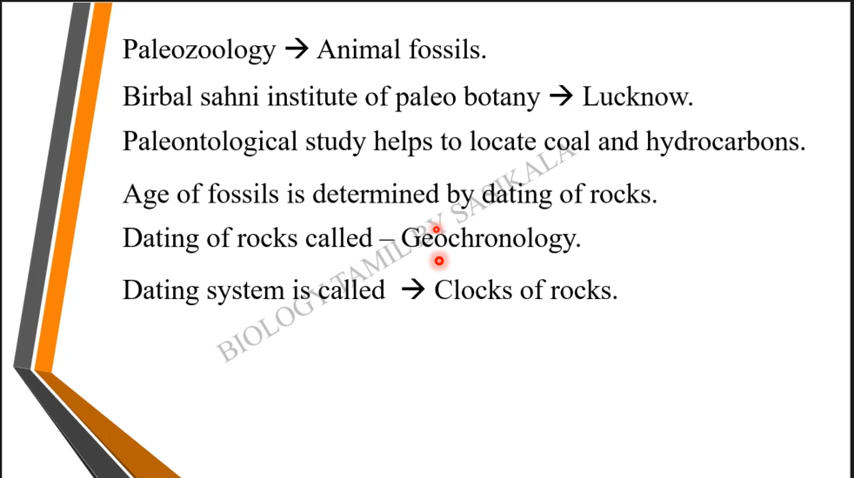 Paleozoology → Animal fossils.
Birbal sahni institute of paleo botany → Lucknow.
Paleontological study helps to locate coal and hydrocarbons.
Age of fossils is determined by dating of rocks.
Dating of rocks called – Geochronology.
Dating system is called → Clocks of rocks.
BIOLOGY TAMIL BY SASIKALA